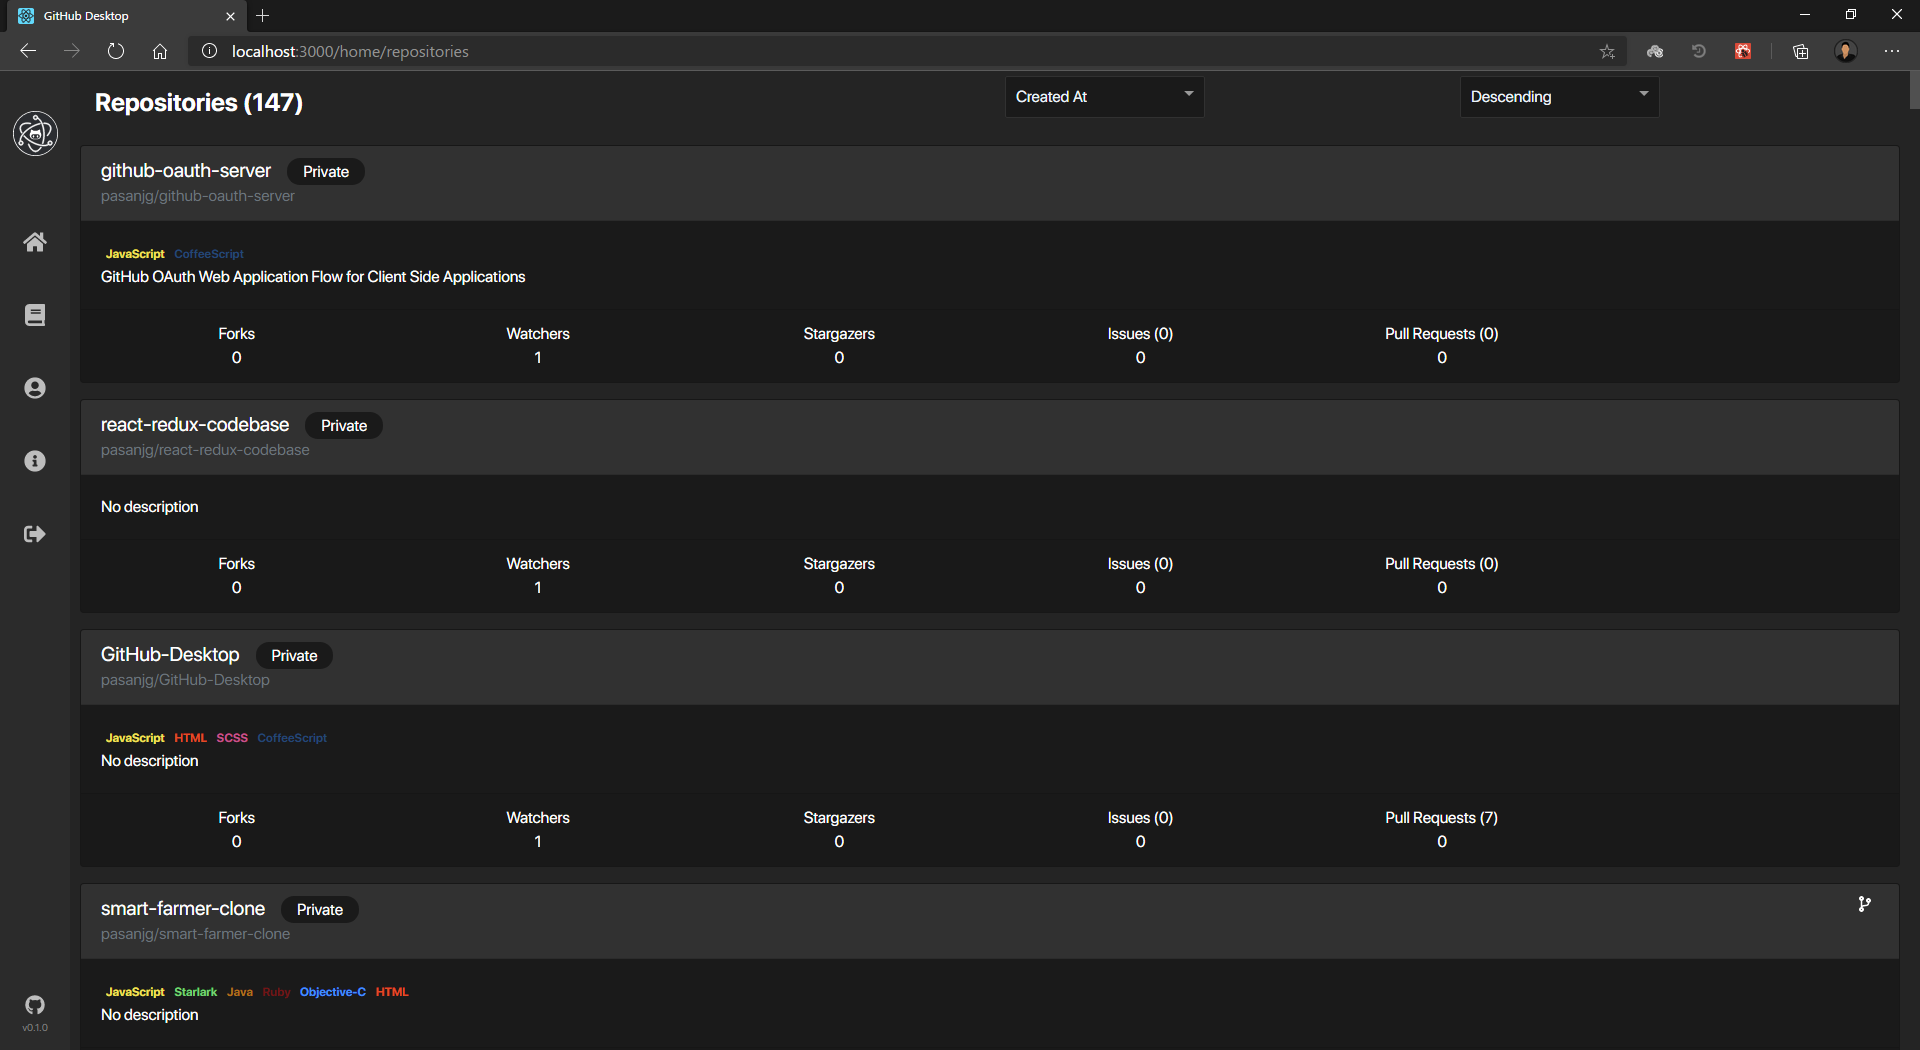 GitHub Desktop
localhost:3000/home/repositories
Repositories (147)
Created At
Descending
github-oauth-server Private
pasanjg/github-oauth-server
JavaScript CoffeeScript
GitHub OAuth Web Application Flow for Client Side Applications
Forks Watchers Stargazers Issues (0) Pull Requests (0)
0 1 0 0 0
react-redux-codebase Private
pasanjg/react-redux-codebase
No description
Forks Watchers Stargazers Issues (0) Pull Requests (0)
0 1 0 0 0
GitHub-Desktop Private
pasanjg/GitHub-Desktop
JavaScript HTML SCSS CoffeeScript
No description
Forks Watchers Stargazers Issues (0) Pull Requests (7)
0 1 0 0 0
smart-farmer-clone Private
pasanjg/smart-farmer-clone
JavaScript Starlark Java Ruby Objective-C HTML
No description
v0.1.0